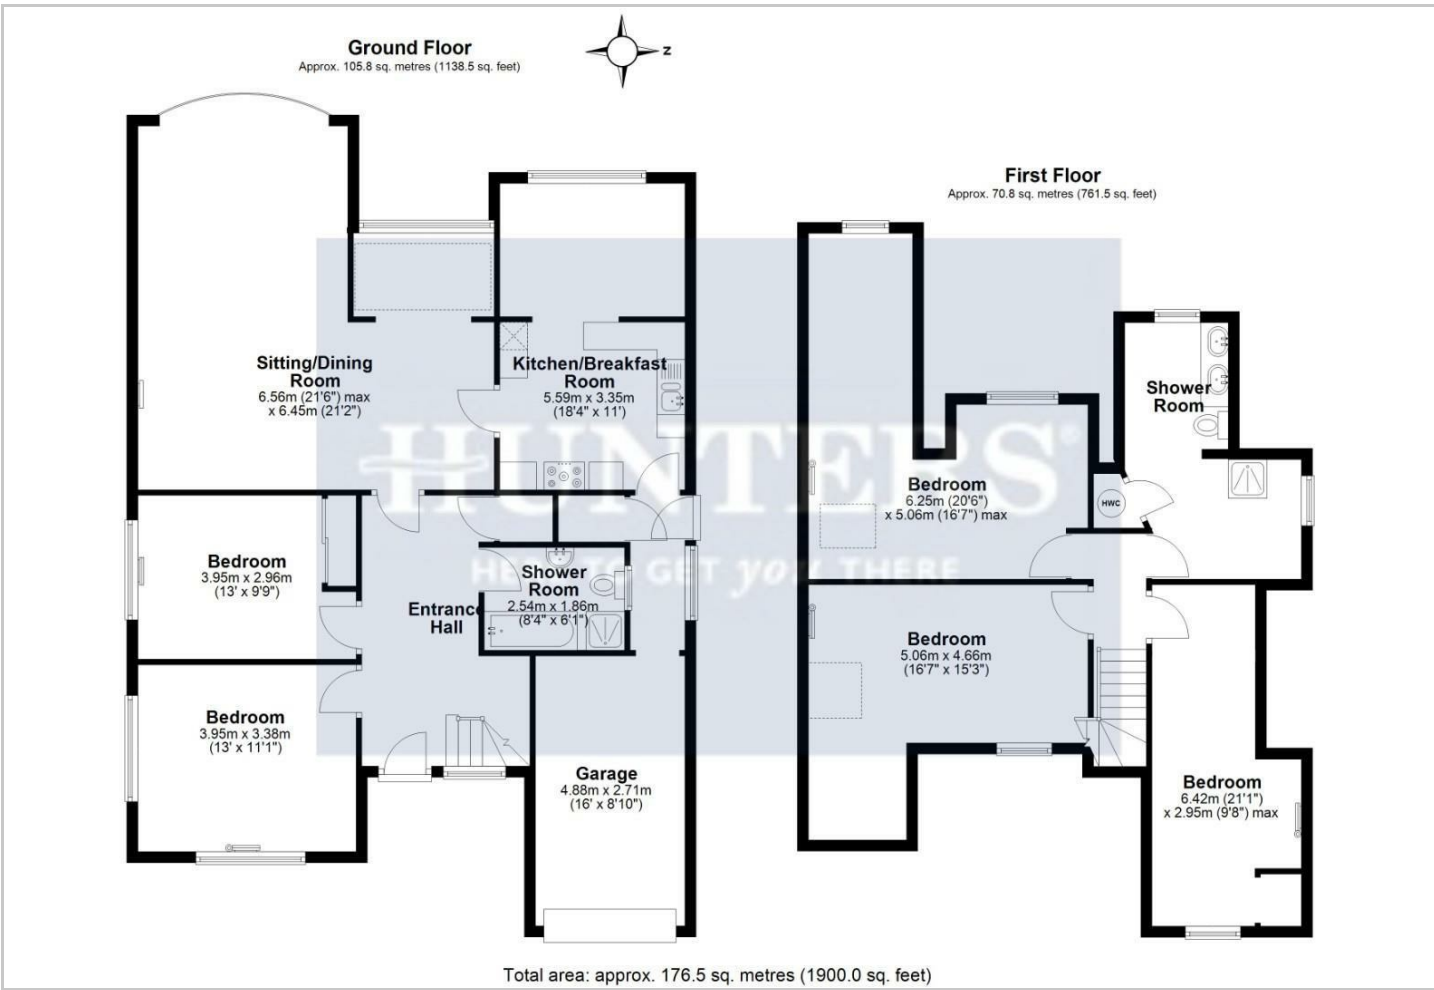 Ground Floor
Approx. 105.8 sq. metres (1138.5 sq. feet)
Z
First Floor
Approx. 70.8 sq. metres (761.5 sq. feet)
Sitting/Dining
Room
6.56m (21'6") max
x 6.45m (21'2")
Kitchen/Breakfast
Room
5.59m x 3.35m
(18'4" x 11')
Shower
Room
HUNTERS®
HERE TO GET you THERE
Bedroom
6.25m (20'6")
x 5.06m (16'7") max
HWC
Bedroom
3.95m x 2.96m
(13' x 9'9")
Shower
Room
2.54m x 1.86m
(8'4" x 6'1")
Entrance
Hall
Bedroom
5.06m x 4.66m
(16'7" x 15'3")
Bedroom
3.95m x 3.38m
(13' x 11'1")
Garage
4.88m x 2.71m
(16' x 8'10")
Bedroom
6.42m (21'1")
x 2.95m (9'8") max
Total area: approx. 176.5 sq. metres (1900.0 sq. feet)